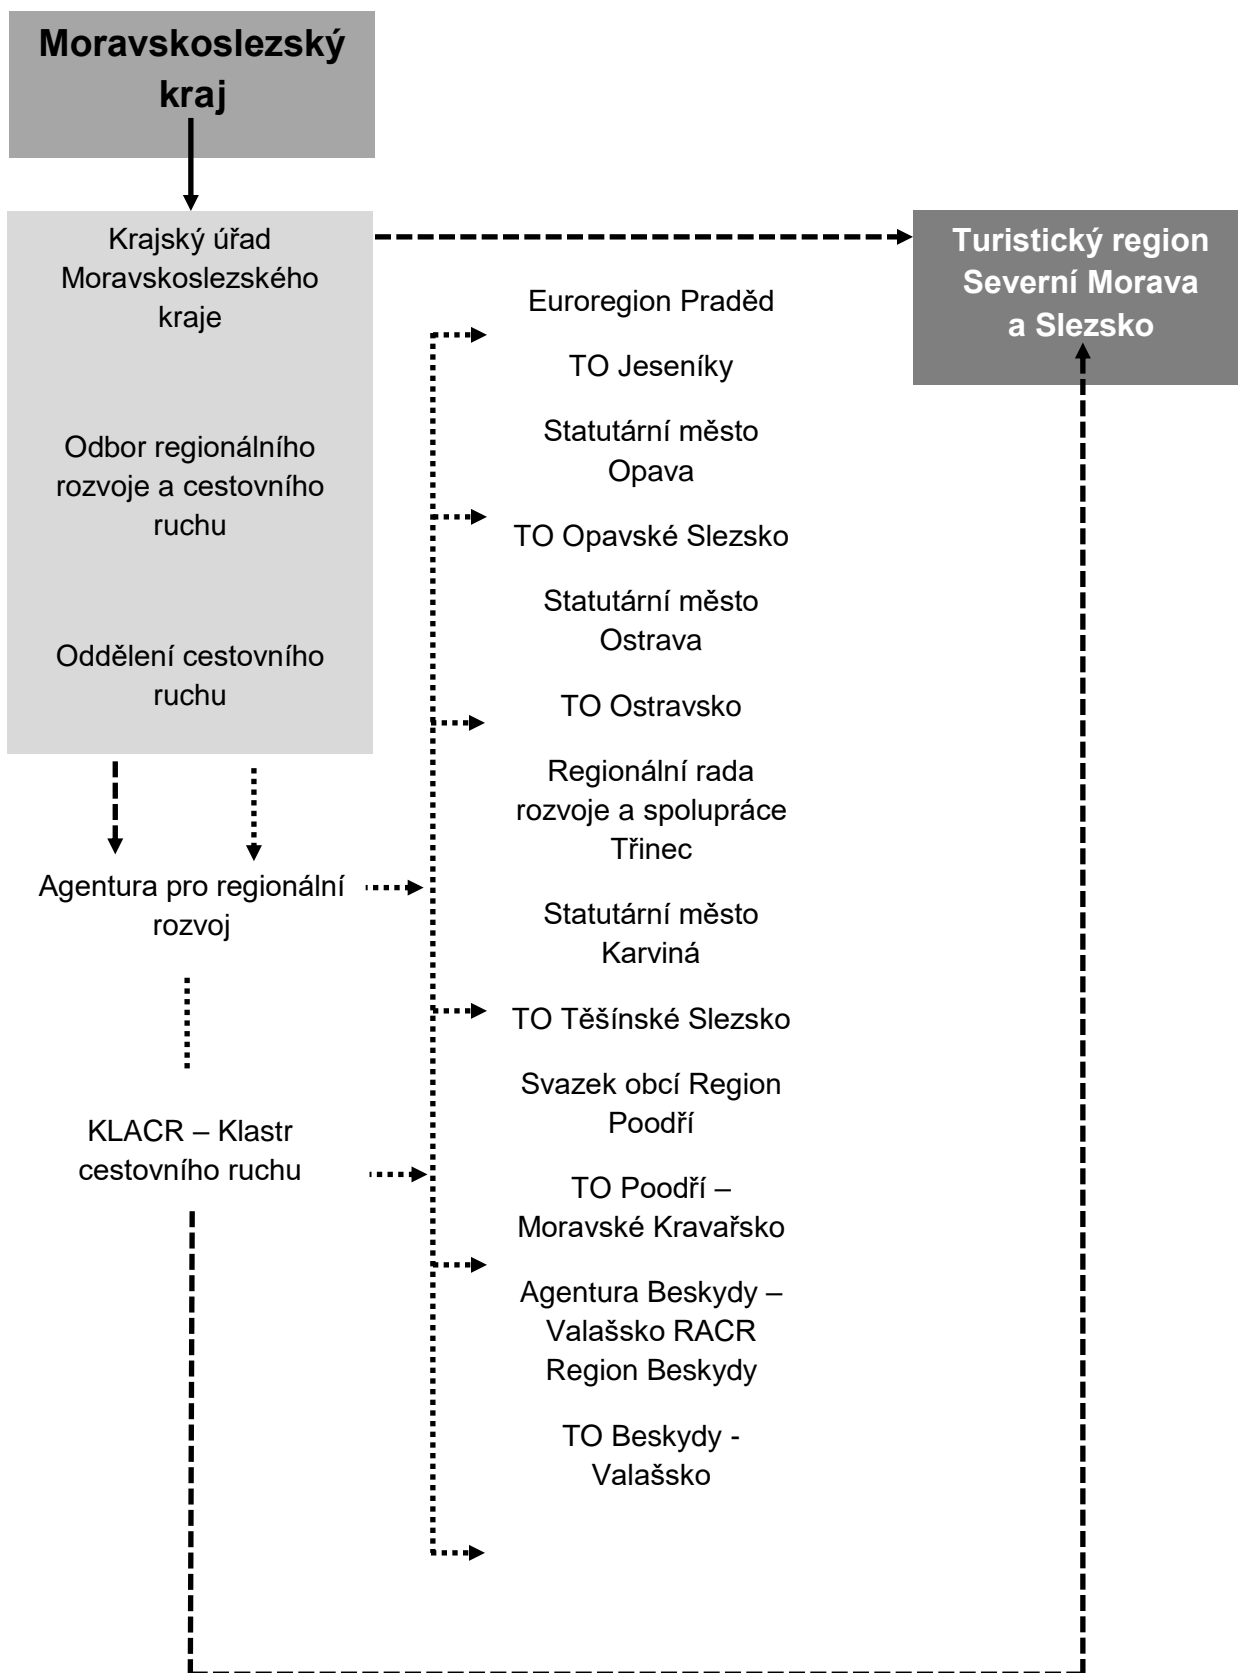 Moravskoslezský
kraj
Krajský úřad
Moravskoslezského
kraje
Odbor regionálního
rozvoje a cestovního
ruchu
Oddělení cestovního
ruchu
Agentura pro regionální
rozvoj
KLACR – Klastr
cestovního ruchu
Euroregion Praděd
TO Jeseníky
Statutární město
Opava
TO Opavské Slezsko
Statutární město
Ostrava
TO Ostravsko
Regionální rada
rozvoje a spolupráce
Třinec
Statutární město
Karviná
TO Těšínské Slezsko
Svazek obcí Region
Poodří
TO Poodří –
Moravské Kravařsko
Agentura Beskydy –
Valašsko RACR
Region Beskydy
TO Beskydy -
Valašsko
Turistický region
Severní Morava
a Slezsko